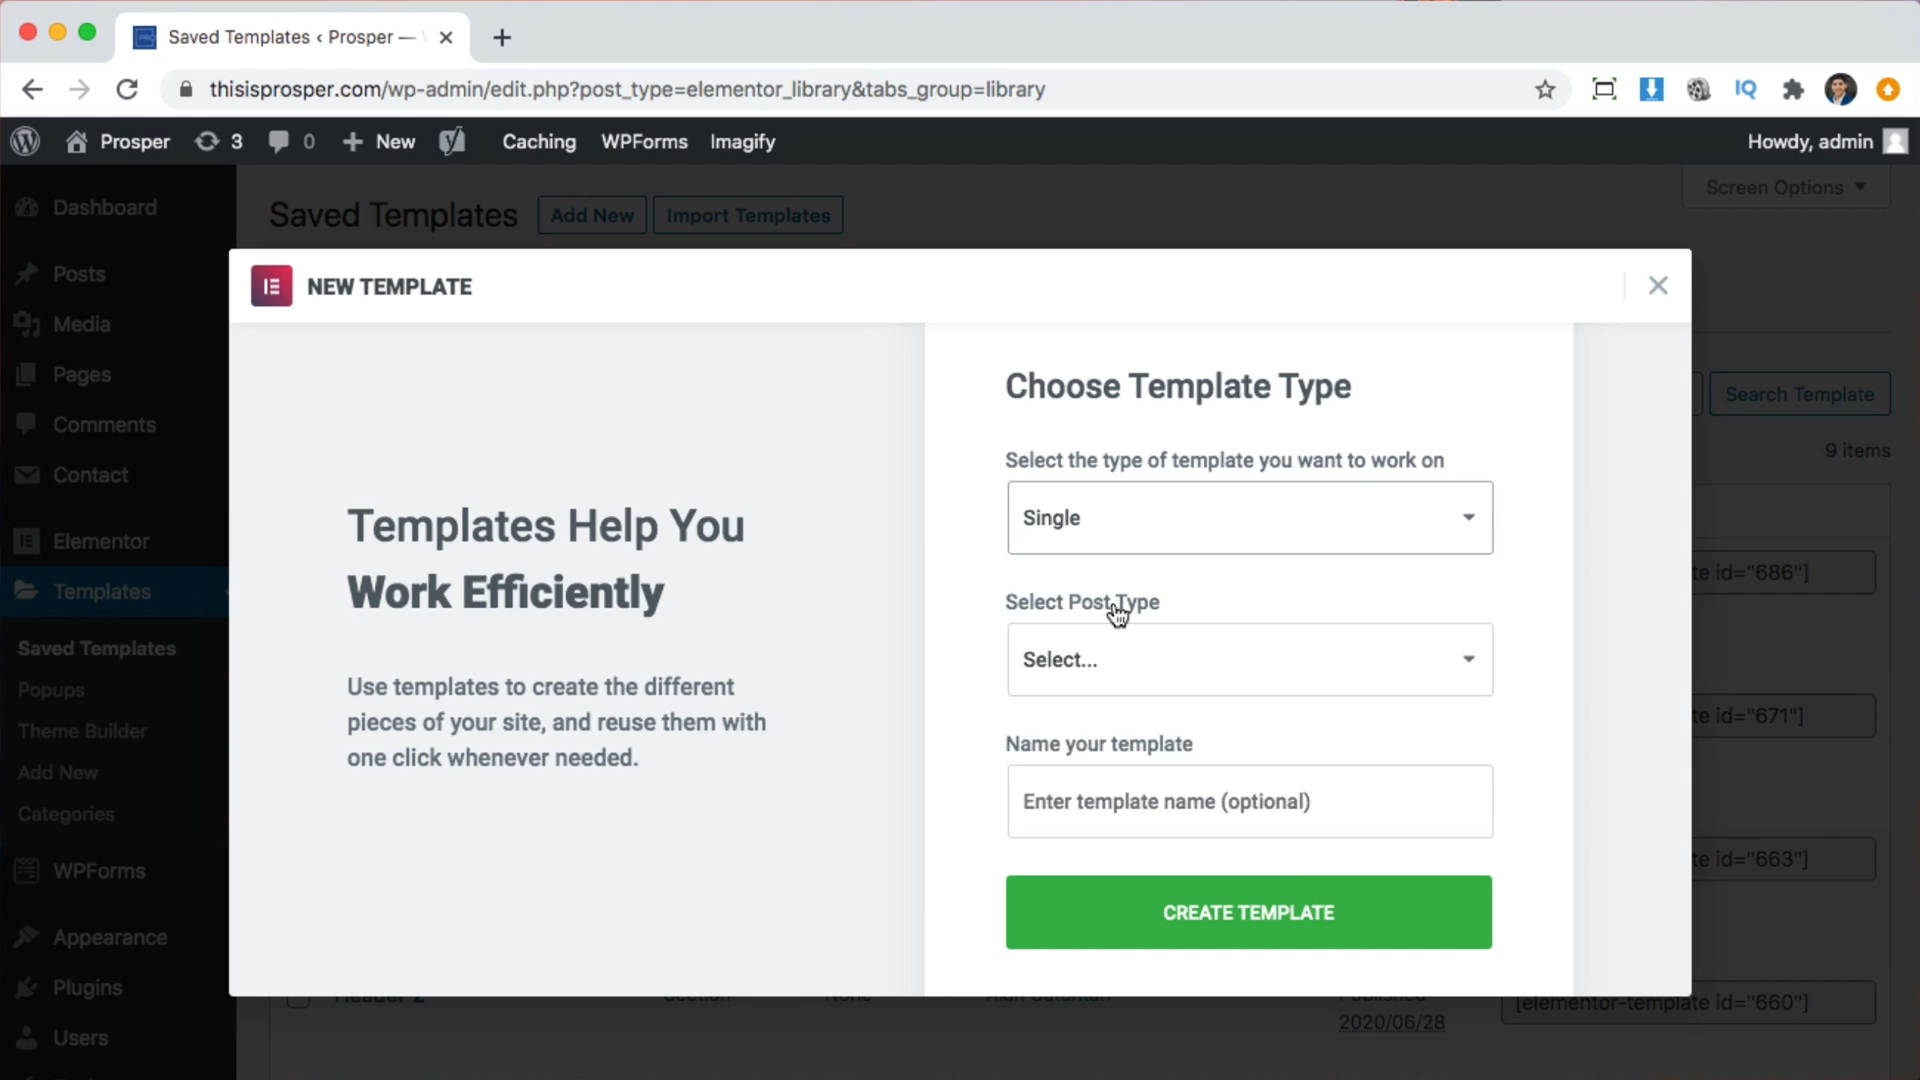 Saved Templates ‹ Prosper —
thisisprosper.com/wp-admin/edit.php?post_type=elementor_library&tabs_group=library
IQ
Prosper 3 0 New Caching WPForms Imagify Howdy, admin
Screen Options
Saved Templates Add New Import Templates
Dashboard
Posts
Media
Pages
Comments
Contact
Elementor
Templates
Saved Templates
Popups
Theme Builder
Add New
Categories
WPForms
Appearance
Plugins
Users
NEW TEMPLATE
Templates Help You
Work Efficiently
Use templates to create the different
pieces of your site, and reuse them with
one click whenever needed.
Choose Template Type
Select the type of template you want to work on
Single
Select Post Type
Select...
Name your template
Enter template name (optional)
CREATE TEMPLATE
Search Template
9 items
te id="686"]
te id="671"]
te id="663"]
Header 2 Section None Published
[elementor-template id="660"]
2020/06/28